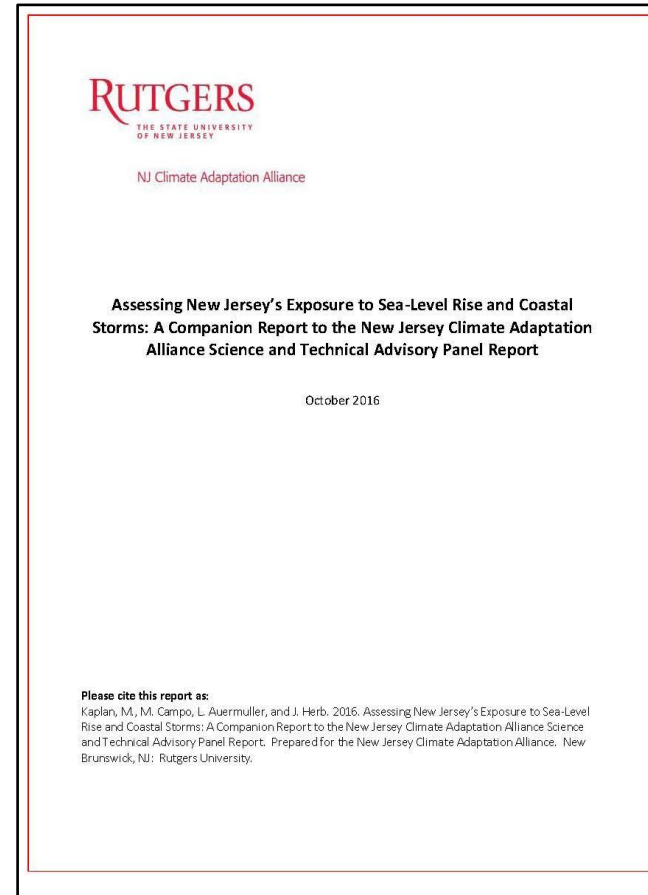 RUTGERS
THE STATE UNIVERSITY
OF NEW JERSEY
NJ Climate Adaptation Alliance
Assessing New Jersey's Exposure to Sea-Level Rise and Coastal
Storms: A Companion Report to the New Jersey Climate Adaptation
Alliance Science and Technical Advisory Panel Report
October 2016
Please cite this report as:
Kaplan, M., M. Campo, L. Auermuller, and J. Herb. 2016. Assessing New Jersey's Exposure to Sea-Level
Rise and Coastal Storms: A Companion Report to the New Jersey Climate Adaptation Alliance Science
and Technical Advisory Panel Report. Prepared for the New Jersey Climate Adaptation Alliance. New
Brunswick, NJ: Rutgers University.